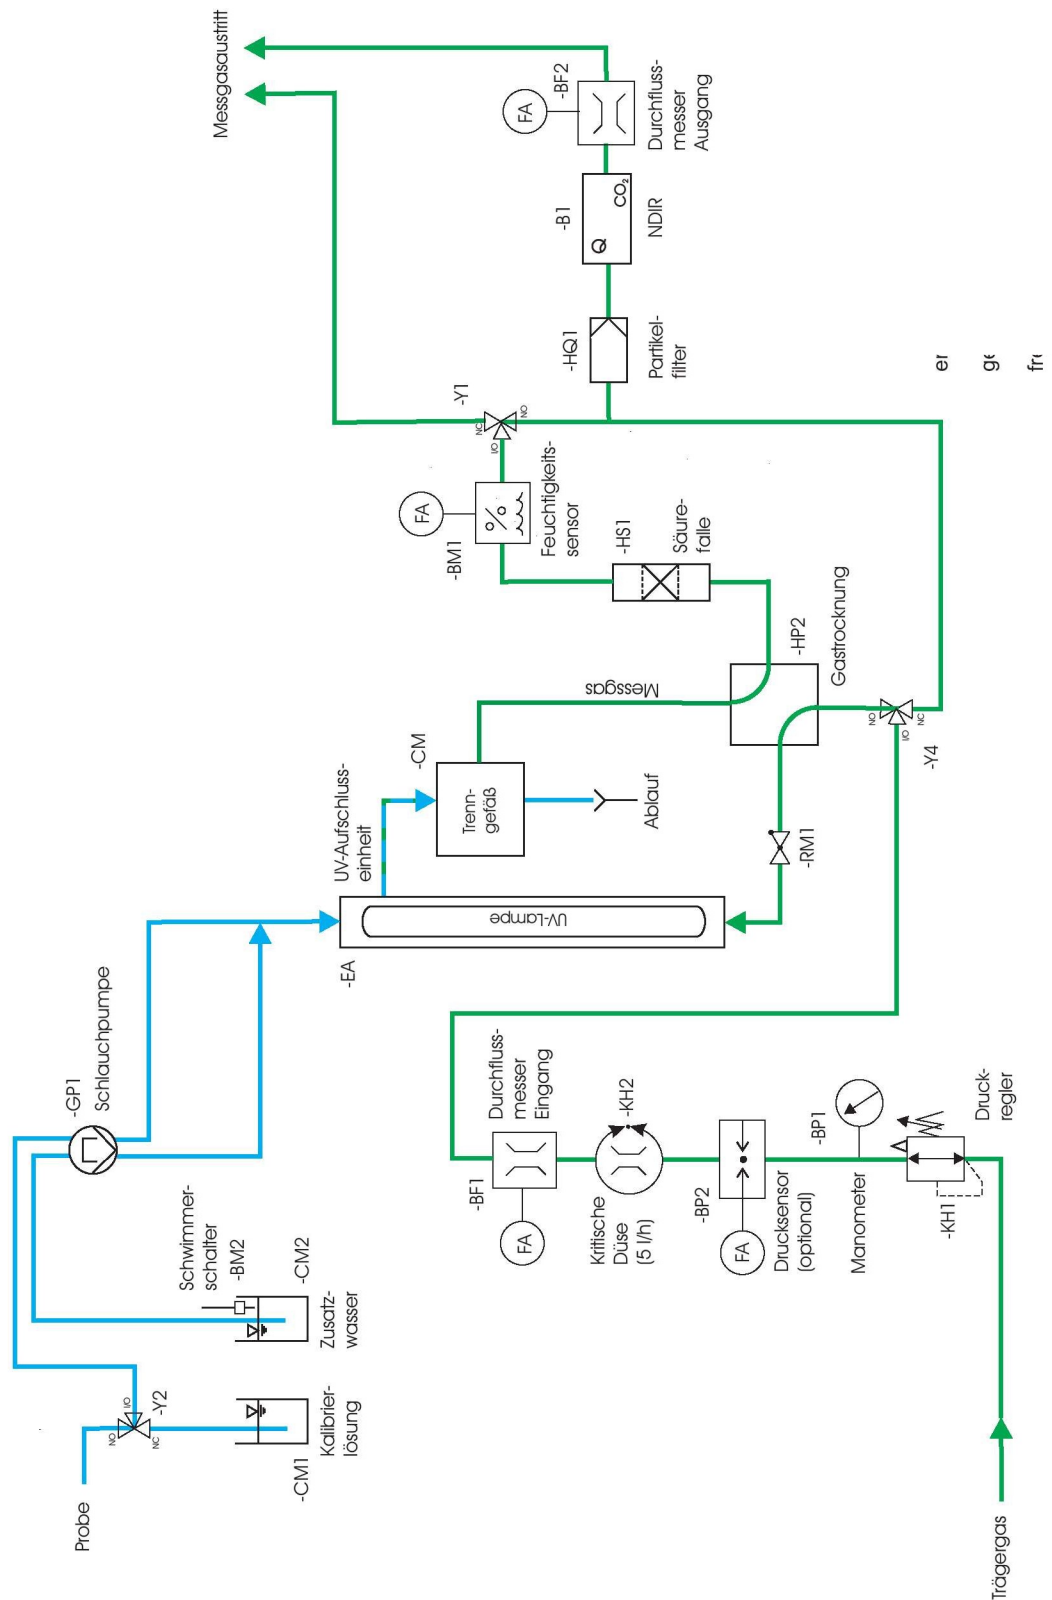 Probe
NO
NC
I/O
-Y2
-CM1
Kalibrier-
lösung
Schwimmer-
schalter
-BM2
-CM2
Zusatz-
wasser
-GP1
Schlauchpumpe
-EA
UV-Lampe
UV-Aufschluss-
einheit
-CM
Trenn-
gefäß
Ablauf
Messgas
-HP2
Gastrocknung
-RM1
-Y4
NO
I/O
NC
-HS1
Säure-
falle
FA
-BM1
Feuchtigkeits-
sensor
%
-Y1
NC
I/O
NO
-HQ1
Partikel-
filter
-B1
Q
CO₂
NDIR
FA
-BF2
Durchfluss-
messer
Ausgang
Messgasaustritt
Trägergas
-KH1
Druck-
regler
-BP1
Manometer
-BP2
FA
Drucksensor
(optional)
-KH2
Kritische
Düse
(5 l/h)
-BF1
FA
Durchfluss-
messer
Eingang